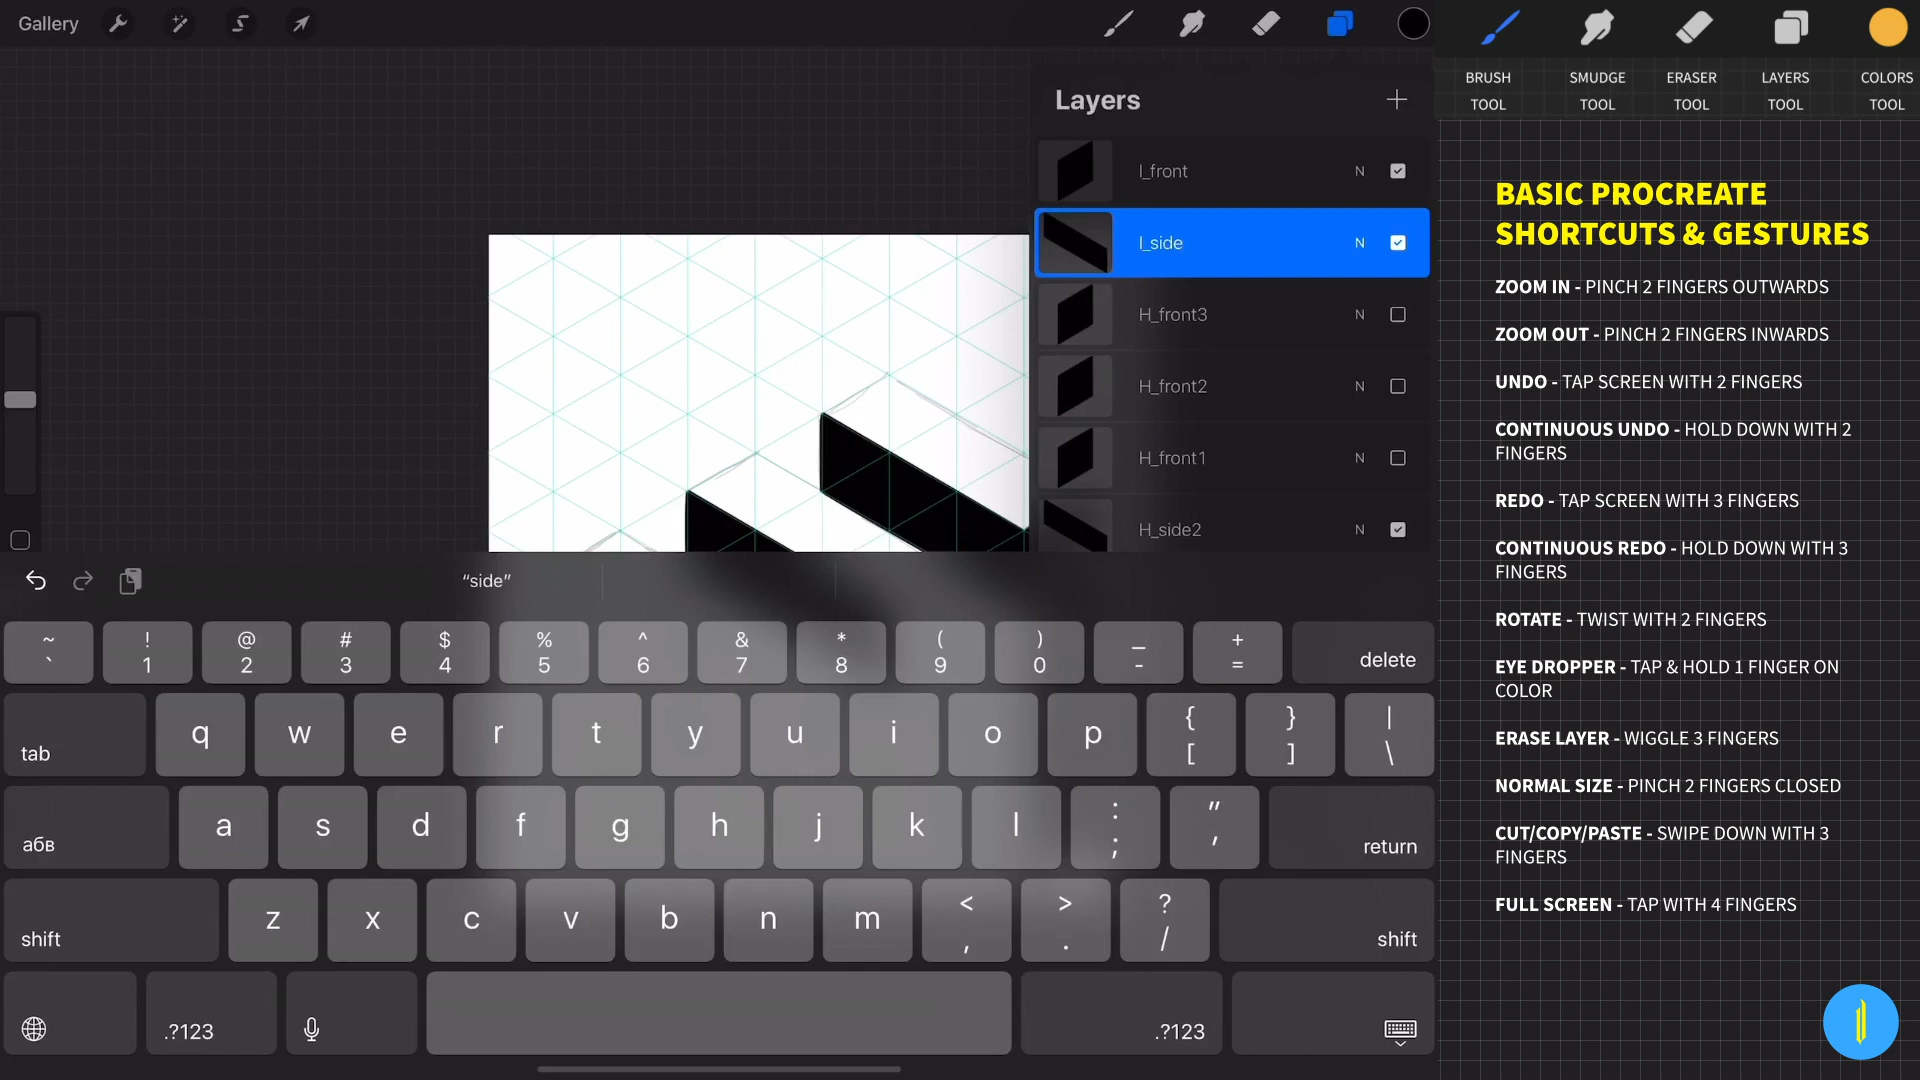 Gallery
BRUSH TOOL
SMUDGE TOOL
ERASER TOOL
LAYERS TOOL
COLORS TOOL
Layers
I_front N
I_side N
H_front3 N
H_front2 N
H_front1 N
H_side2 N
BASIC PROCREATE
SHORTCUTS & GESTURES
ZOOM IN - PINCH 2 FINGERS OUTWARDS
ZOOM OUT - PINCH 2 FINGERS INWARDS
UNDO - TAP SCREEN WITH 2 FINGERS
CONTINUOUS UNDO - HOLD DOWN WITH 2
FINGERS
REDO - TAP SCREEN WITH 3 FINGERS
CONTINUOUS REDO - HOLD DOWN WITH 3
FINGERS
ROTATE - TWIST WITH 2 FINGERS
EYE DROPPER - TAP & HOLD 1 FINGER ON
COLOR
ERASE LAYER - WIGGLE 3 FINGERS
NORMAL SIZE - PINCH 2 FINGERS CLOSED
CUT/COPY/PASTE - SWIPE DOWN WITH 3
FINGERS
FULL SCREEN - TAP WITH 4 FINGERS
“side”
~ ! @ # $ % ^ & * ( ) _ +
` 1 2 3 4 5 6 7 8 9 0 - = delete
tab q w e r t y u i o p { [ } ] | \
абв a s d f g h j k l : ; " ' return
shift z x c v b n m < , > . ? / shift
.?123 .?123